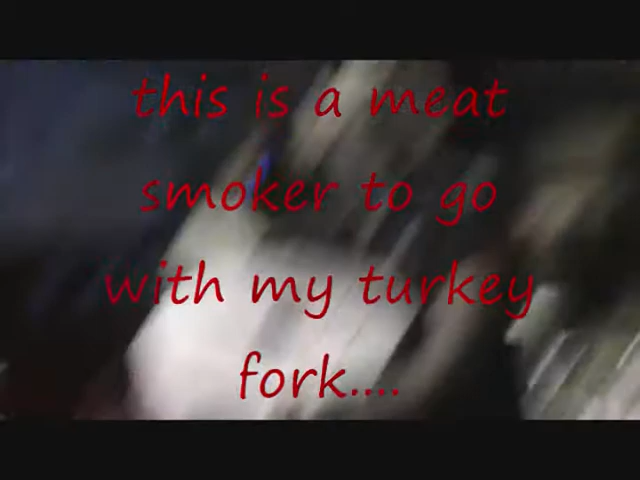 this is a meat
smoker to go
with my turkey
fork....